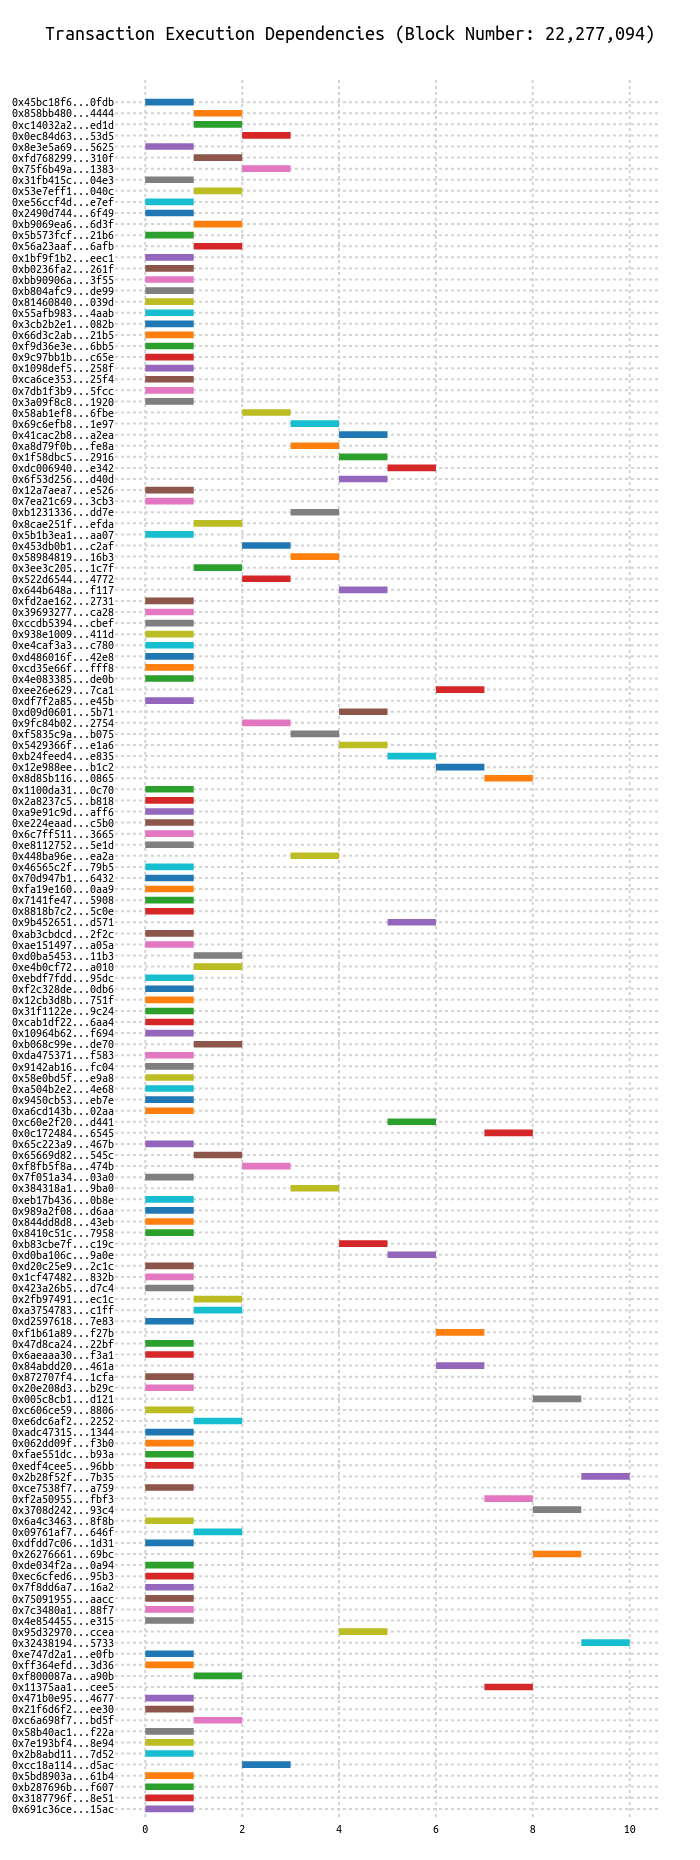 Transaction Execution Dependencies (Block Number: 22,277,094)
0x45bc18f6...0fdb
0x858bb480...4444
0xc14032a2...ed1d
0x0ec84d63...53d5
0x8e3e5a69...5625
0xfd768299...310f
0x75f6b49a...1383
0x31fb415c...04e3
0x53e7eff1...040c
0xe56ccf4d...e7ef
0x2490d744...6f49
0xb9069ea6...6d3f
0x5b573fcf...21b6
0x56a23aaf...6afb
0x1bf9f1b2...eec1
0xb0236fa2...261f
0xbb90906a...3f55
0xb804afc9...de99
0x81460840...039d
0x55afb983...4aab
0x3cb2b2e1...082b
0x66d3c2ab...21b5
0xf9d36e3e...6bb5
0x9c97bb1b...c65e
0x1098def5...258f
0xca6ce353...25f4
0x7db1f3b9...5fcc
0x3a09f8c8...1920
0x58ab1ef8...6fbe
0x69c6efb8...1e97
0x41cac2b8...a2ea
0xa8d79f0b...fe8a
0x1f58dbc5...2916
0xdc006940...e342
0x6f53d256...d40d
0x12a7aea7...e526
0x7ea21c69...3cb3
0xb1231336...dd7e
0x8cae251f...efda
0x5b1b3ea1...aa07
0x453db0b1...c2af
0x58984819...16b3
0x3ee3c205...1c7f
0x522d6544...4772
0x644b648a...f117
0xfd2ae162...2731
0x39693277...ca28
0xccdb5394...cbef
0x938e1009...411d
0xe4caf3a3...c780
0xd486016f...42e8
0xcd35e66f...fff8
0x4e083385...de0b
0xee26e629...7ca1
0xdf7f2a85...e45b
0xd09d0601...5b71
0x9fc84b02...2754
0xf5835c9a...b075
0x5429366f...e1a6
0xb24feed4...e835
0x12e988ee...b1c2
0x8d85b116...0865
0x1100da31...0c70
0x2a8237c5...b818
0xa9e91c9d...aff6
0xe224eaad...c5b0
0x6c7ff511...3665
0xe8112752...5e1d
0x448ba96e...ea2a
0x46565c2f...79b5
0x70d947b1...6432
0xfa19e160...0aa9
0x7141fe47...5908
0x8818b7c2...5c0e
0x9b452651...d571
0xab3cbdcd...2f2c
0xae151497...a05a
0xd0ba5453...11b3
0xe4b0cf72...a010
0xebdf7fdd...95dc
0xf2c328de...0db6
0x12cb3d8b...751f
0x31f1122e...9c24
0xcab1df22...6aa4
0x10964b62...f694
0xb068c99e...de70
0xda475371...f583
0x9142ab16...fc04
0x58e0bd5f...e9a8
0xa504b2e2...4e68
0x9450cb53...eb7e
0xa6cd143b...02aa
0xc60e2f20...d441
0x0c172484...6545
0x65c223a9...467b
0x65669d82...545c
0xf8fb5f8a...474b
0x7f051a34...03a0
0x384318a1...9ba0
0xeb17b436...0b8e
0x989a2f08...d6aa
0x844dd8d8...43eb
0x8410c51c...7958
0xb83cbe7f...c19c
0xd0ba106c...9a0e
0xd20c25e9...2c1c
0x1cf47482...832b
0x423a26b5...d7c4
0x2fb97491...ec1c
0xa3754783...c1ff
0xd2597618...7e83
0xf1b61a89...f27b
0x47d8ca24...22bf
0x6aeaaa30...f3a1
0x84abdd20...461a
0x872707f4...1cfa
0x20e208d3...b29c
0x005c8cb1...d121
0xc606ce59...8806
0xe6dc6af2...2252
0xadc47315...1344
0x062dd09f...f3b0
0xfae551dc...b93a
0xedf4cee5...96bb
0x2b28f52f...7b35
0xce7538f7...a759
0xf2a50955...fbf3
0x3708d242...93c4
0x6a4c3463...8f8b
0x09761af7...646f
0xdfdd7c06...1d31
0x26276661...69bc
0xde034f2a...0a94
0xec6cfed6...95b3
0x7f8dd6a7...16a2
0x75091955...aacc
0x7c3480a1...88f7
0x4e854455...e315
0x95d32970...ccea
0x32438194...5733
0xe747d2a1...e0fb
0xff364efd...3d36
0xf800087a...a90b
0x11375aa1...cee5
0x471b0e95...4677
0x21f6d6f2...ee30
0xc6a698f7...bd5f
0x58b40ac1...f22a
0x7e193bf4...8e94
0x2b8abd11...7d52
0xcc18a114...d5ac
0x5bd8903a...61b4
0xb287696b...f607
0x3187796f...8e51
0x691c36ce...15ac
0 2 4 6 8 10